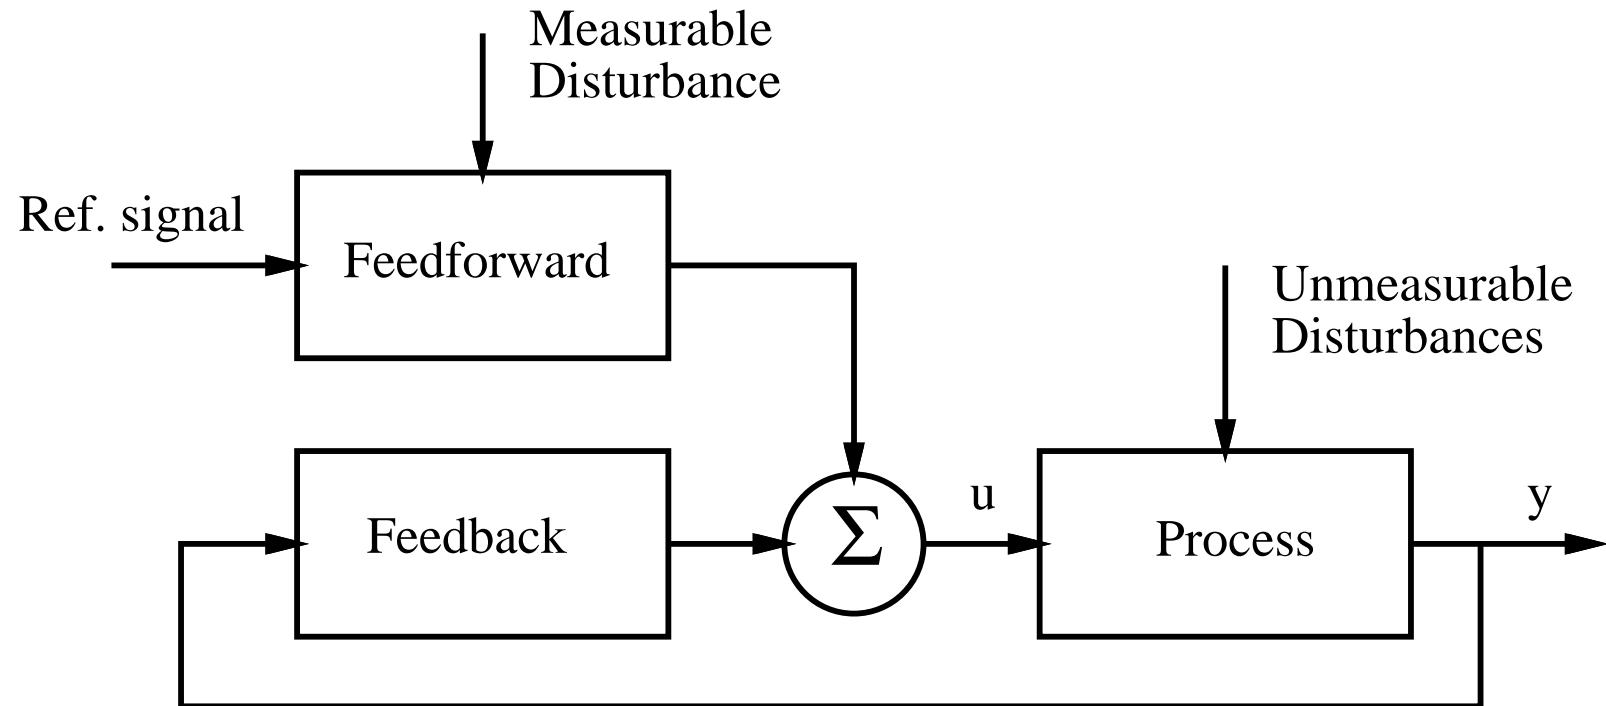 Measurable
Disturbance
Ref. signal
Feedforward
Unmeasurable
Disturbances
Feedback
Σ
u
Process
y